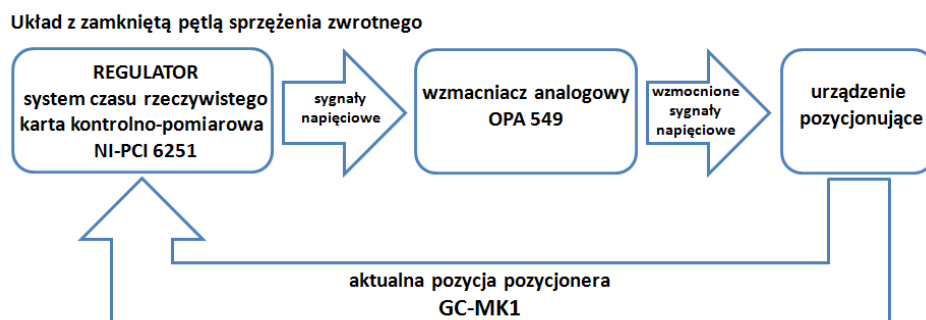 Układ z zamkniętą pętlą sprzężenia zwrotnego
REGULATOR
system czasu rzeczywistego
karta kontrolno-pomiarowa
NI-PCI 6251
sygnały
napięciowe
wzmacniacz analogowy
OPA 549
wzmocnione
sygnały
napięciowe
urządzenie
pozycjonujące
aktualna pozycja pozycjonera
GC-MK1